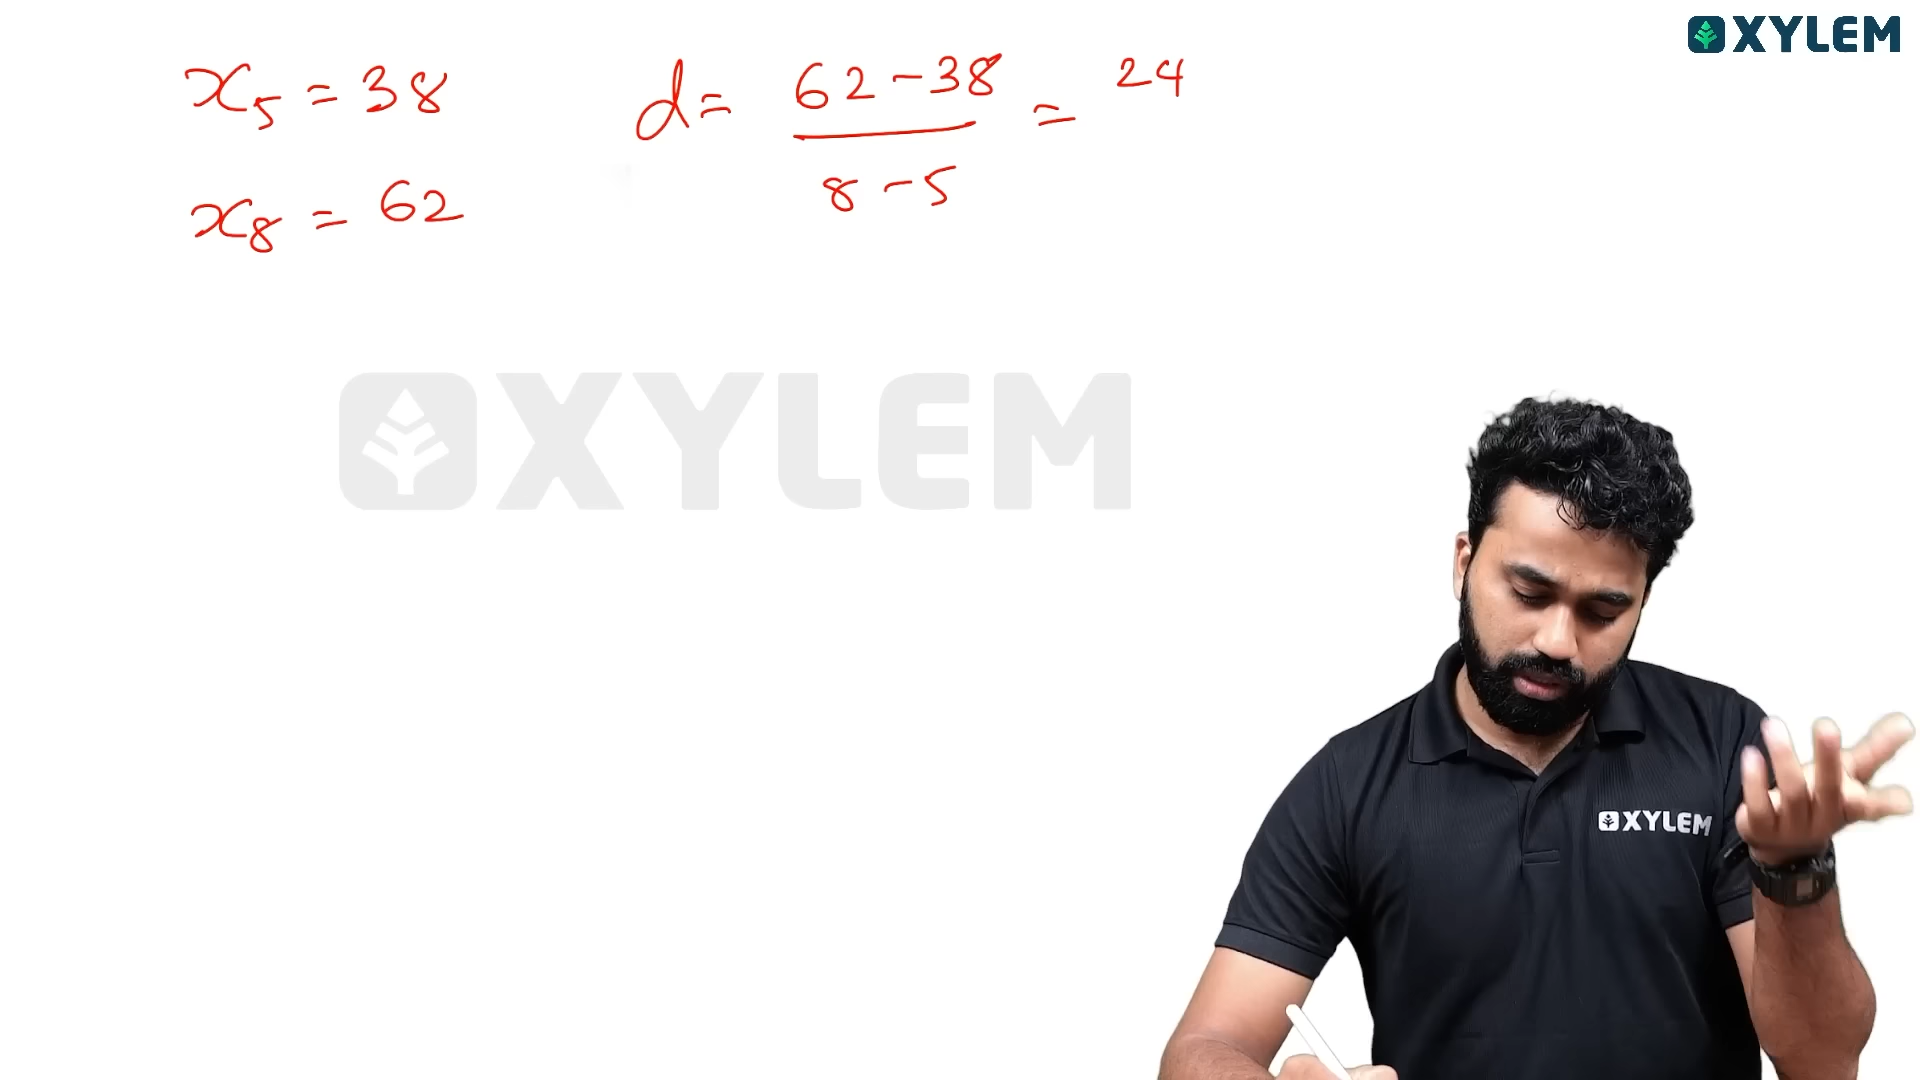 XYLEM
x₅ = 38
x₈ = 62
d = (62 - 38)/(8 - 5) = 24
XYLEM
XYLEM